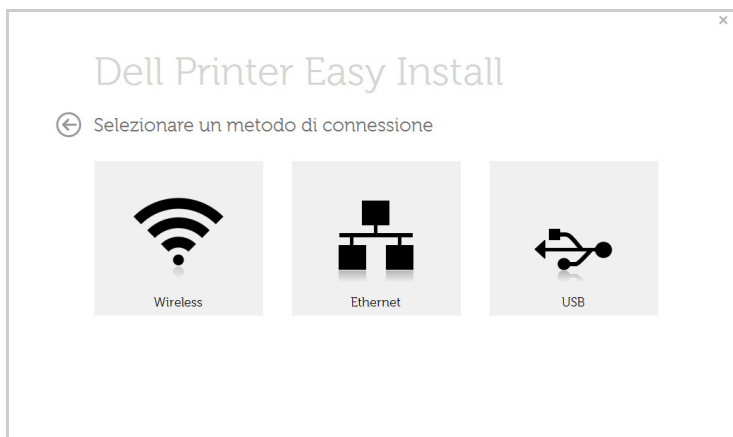 Dell Printer Easy Install
Selezionare un metodo di connessione
Wireless
Ethernet
USB